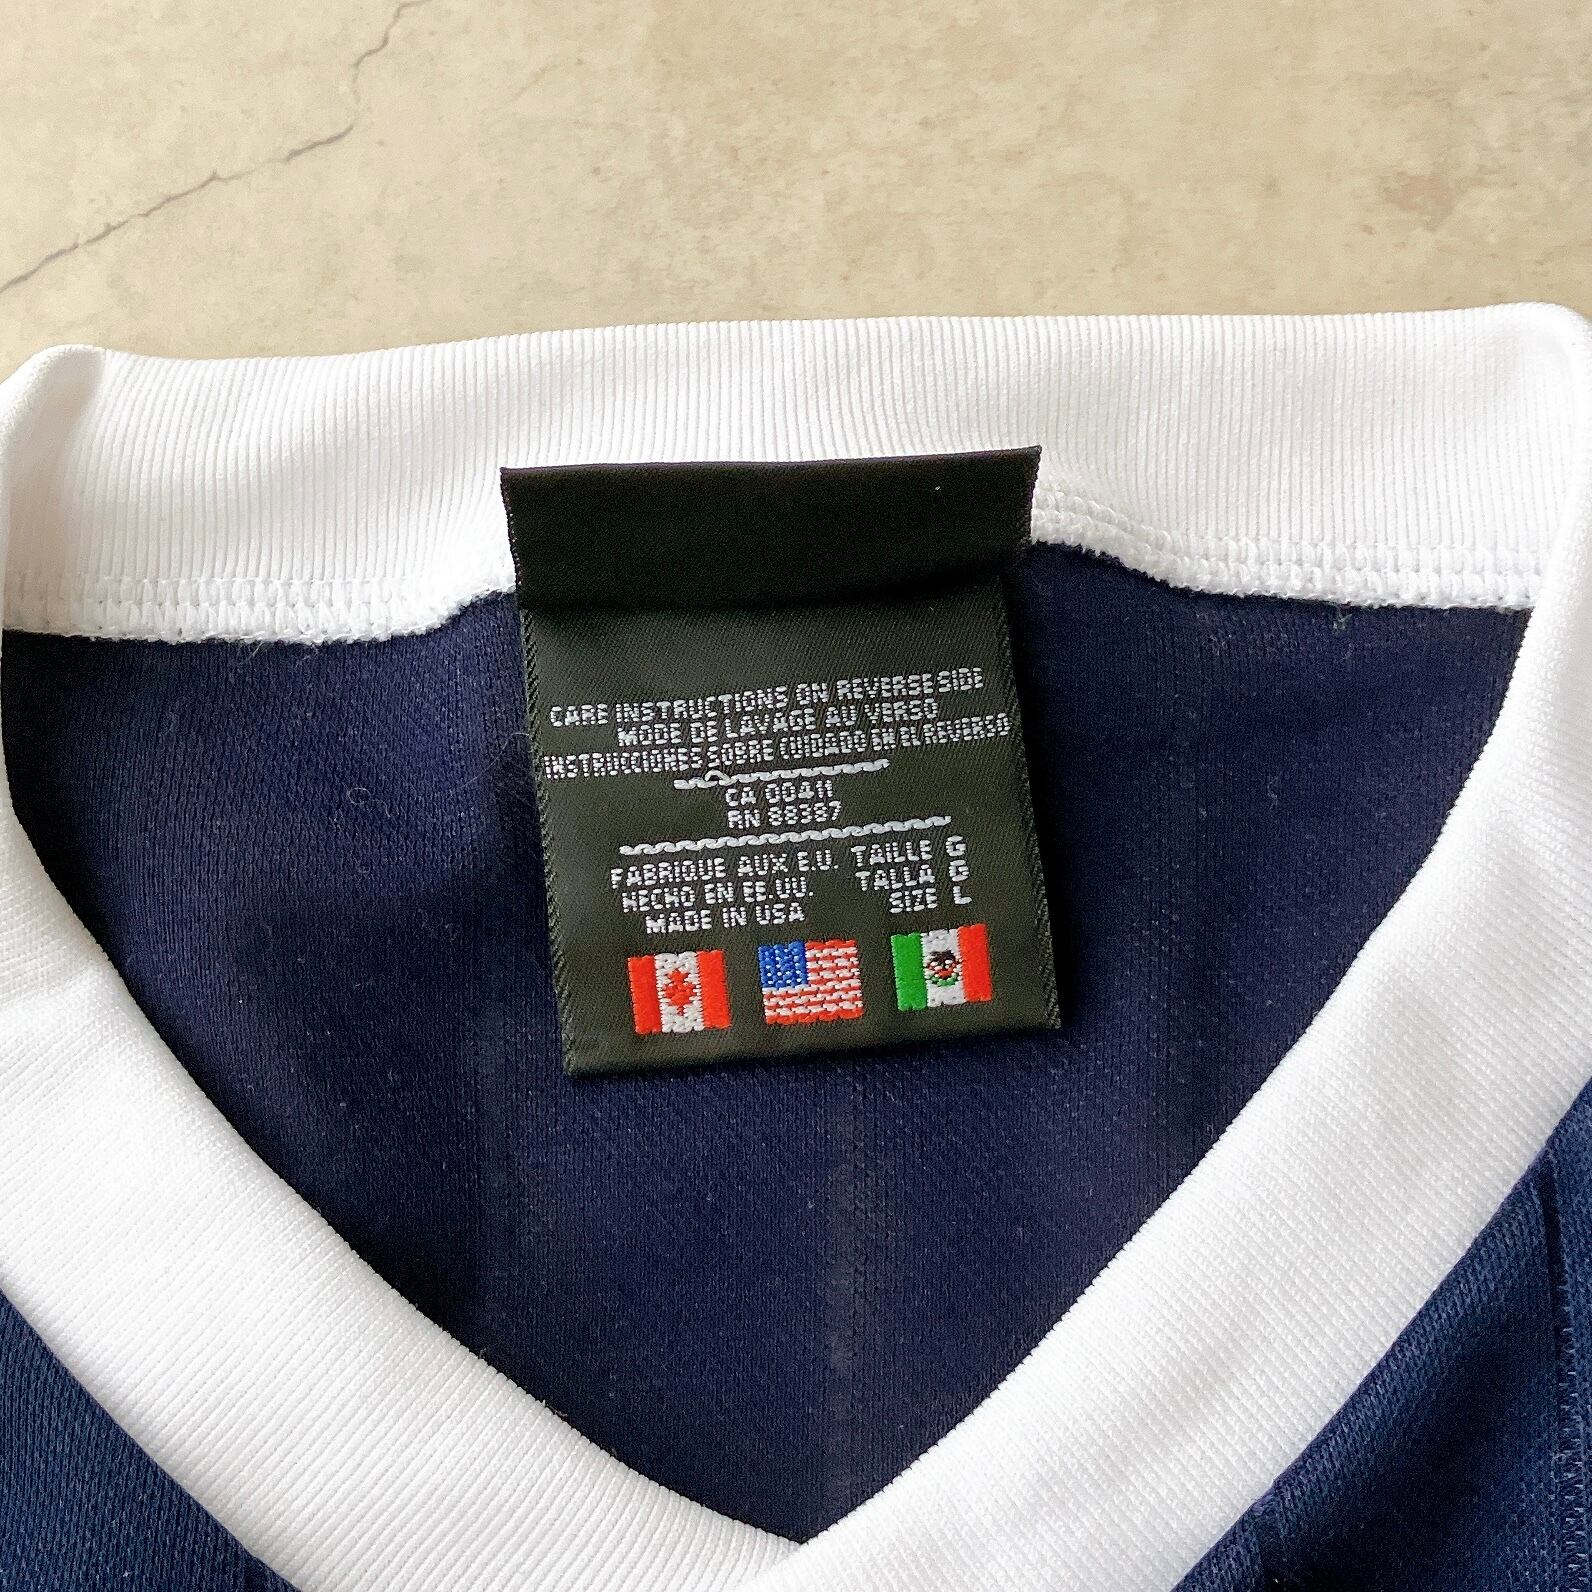 CARE INSTRUCTIONS ON REVERSE SIDE
MODE DE LAVAGE AU VERSO
INSTRUCCIONES SOBRE CUIDADO EN EL REVERSO
CA 00411
RN 88387
FABRIQUE AUX E.U. TAILLE G
HECHO EN EE.UU. TALLA G
MADE IN USA SIZE L